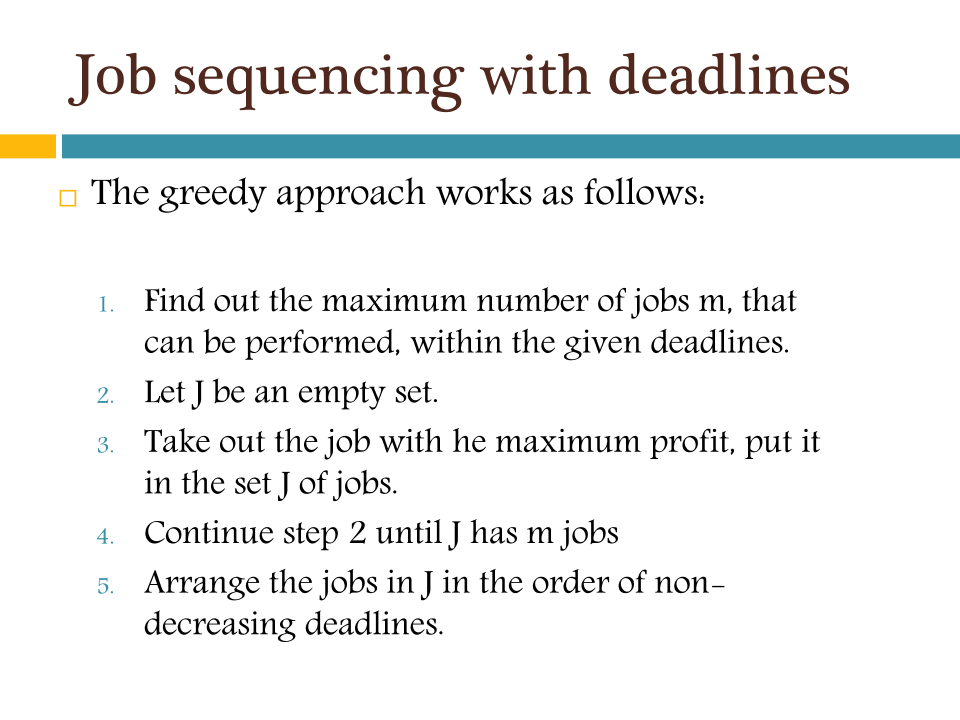 Job sequencing with deadlines
The greedy approach works as follows:
1. Find out the maximum number of jobs m, that
can be performed, within the given deadlines.
2. Let J be an empty set.
3. Take out the job with he maximum profit, put it
in the set J of jobs.
4. Continue step 2 until J has m jobs
5. Arrange the jobs in J in the order of non-
decreasing deadlines.